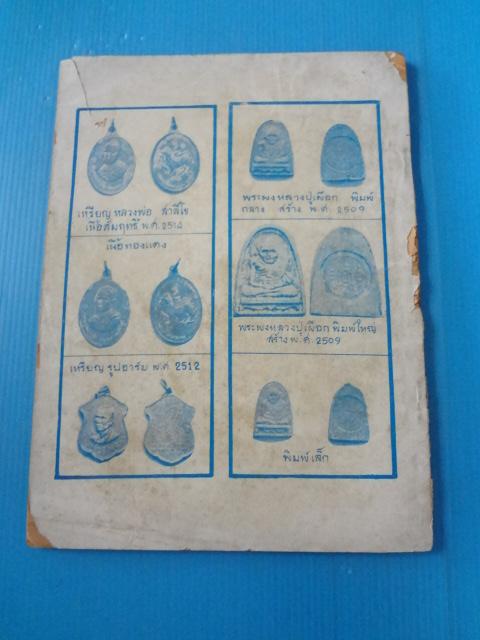 เหรียญ หลวงพ่อ สาลีโข
เนื้อสัมฤทธิ์ พ.ศ. 2514
เนื้อทองแดง
เหรียญ รูปอาร์ม พ.ศ. 2512
พระผงหลวงปู่เผือก พิมพ์
กลาง สร้าง พ.ศ. 2509
พระผงหลวงปู่เผือก พิมพ์ใหญ่
สร้าง พ.ศ. 2509
พิมพ์เล็ก